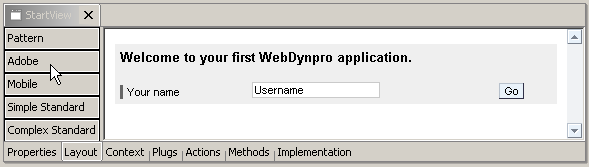 StartView
Pattern
Adobe
Mobile
Simple Standard
Complex Standard
Welcome to your first WebDynpro application.
Your name Username Go
Properties Layout Context Plugs Actions Methods Implementation